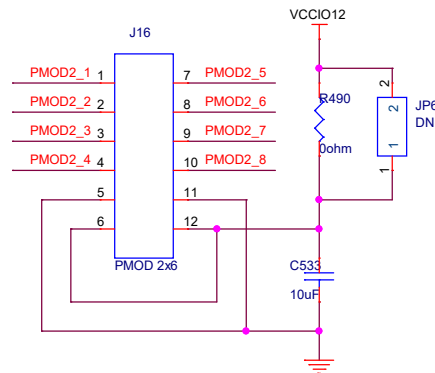 VCCIO12
J16
PMOD2_1 1 7 PMOD2_5
PMOD2_2 2 8 PMOD2_6
PMOD2_3 3 9 PMOD2_7
PMOD2_4 4 10 PMOD2_8
5 11
6 12
PMOD 2x6
R490
0ohm
2
2
1
1
JP6
DN
C533
10uF